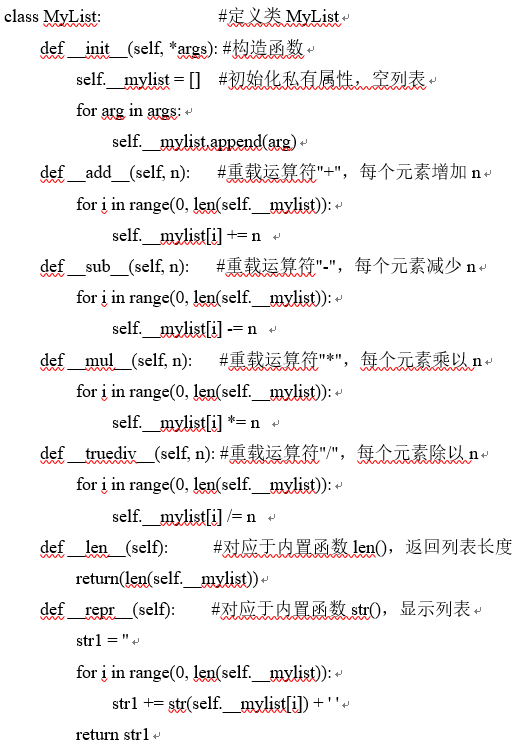 class MyList: #定义类 MyList
def __init__(self, *args): #构造函数
self.__mylist = [] #初始化私有属性，空列表
for arg in args:
self.__mylist.append(arg)
def __add__(self, n): #重载运算符"+"，每个元素增加 n
for i in range(0, len(self.__mylist)):
self.__mylist[i] += n
def __sub__(self, n): #重载运算符"-"，每个元素减少 n
for i in range(0, len(self.__mylist)):
self.__mylist[i] -= n
def __mul__(self, n): #重载运算符"*"，每个元素乘以 n
for i in range(0, len(self.__mylist)):
self.__mylist[i] *= n
def __truediv__(self, n): #重载运算符"/"，每个元素除以 n
for i in range(0, len(self.__mylist)):
self.__mylist[i] /= n
def __len__(self): #对应于内置函数 len()，返回列表长度
return(len(self.__mylist))
def __repr__(self): #对应于内置函数 str()，显示列表
str1 = ''
for i in range(0, len(self.__mylist)):
str1 += str(self.__mylist[i]) + ' '
return str1